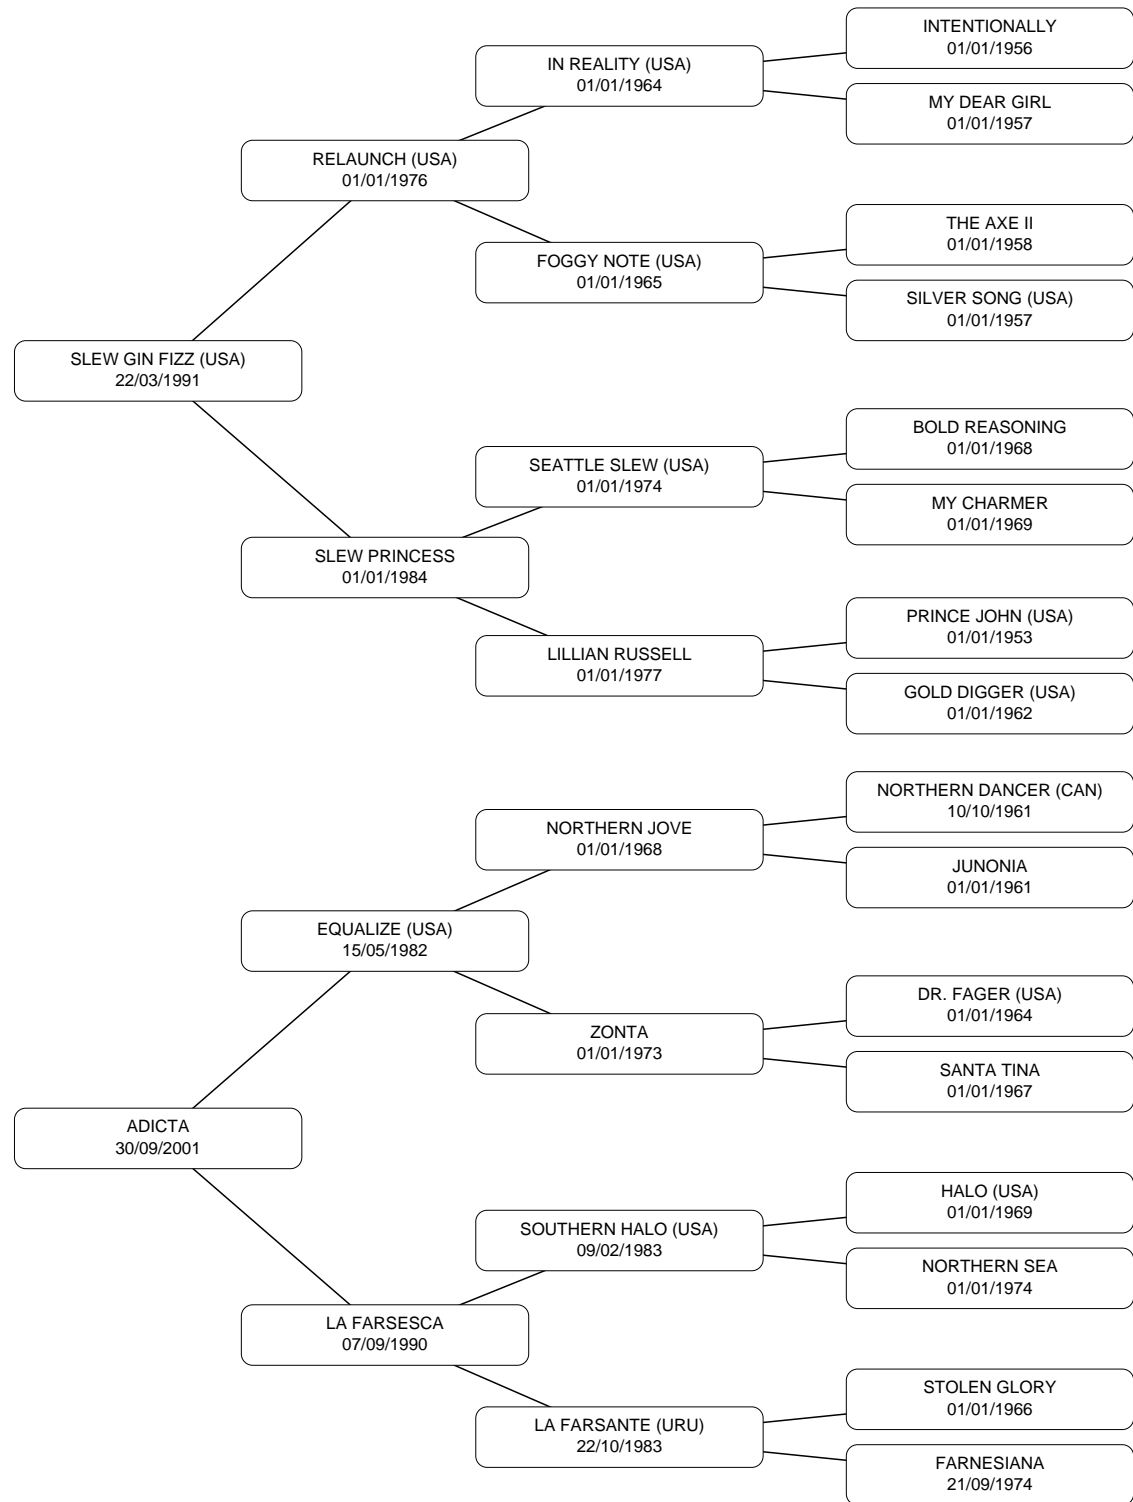 INTENTIONALLY
01/01/1956
IN REALITY (USA)
01/01/1964
MY DEAR GIRL
01/01/1957
RELAUNCH (USA)
01/01/1976
THE AXE II
01/01/1958
FOGGY NOTE (USA)
01/01/1965
SILVER SONG (USA)
01/01/1957
SLEW GIN FIZZ (USA)
22/03/1991
BOLD REASONING
01/01/1968
SEATTLE SLEW (USA)
01/01/1974
MY CHARMER
01/01/1969
SLEW PRINCESS
01/01/1984
PRINCE JOHN (USA)
01/01/1953
LILLIAN RUSSELL
01/01/1977
GOLD DIGGER (USA)
01/01/1962
NORTHERN DANCER (CAN)
10/10/1961
NORTHERN JOVE
01/01/1968
JUNONIA
01/01/1961
EQUALIZE (USA)
15/05/1982
DR. FAGER (USA)
01/01/1964
ZONTA
01/01/1973
SANTA TINA
01/01/1967
ADICTA
30/09/2001
HALO (USA)
01/01/1969
SOUTHERN HALO (USA)
09/02/1983
NORTHERN SEA
01/01/1974
LA FARSESCA
07/09/1990
STOLEN GLORY
01/01/1966
LA FARSANTE (URU)
22/10/1983
FARNESIANA
21/09/1974